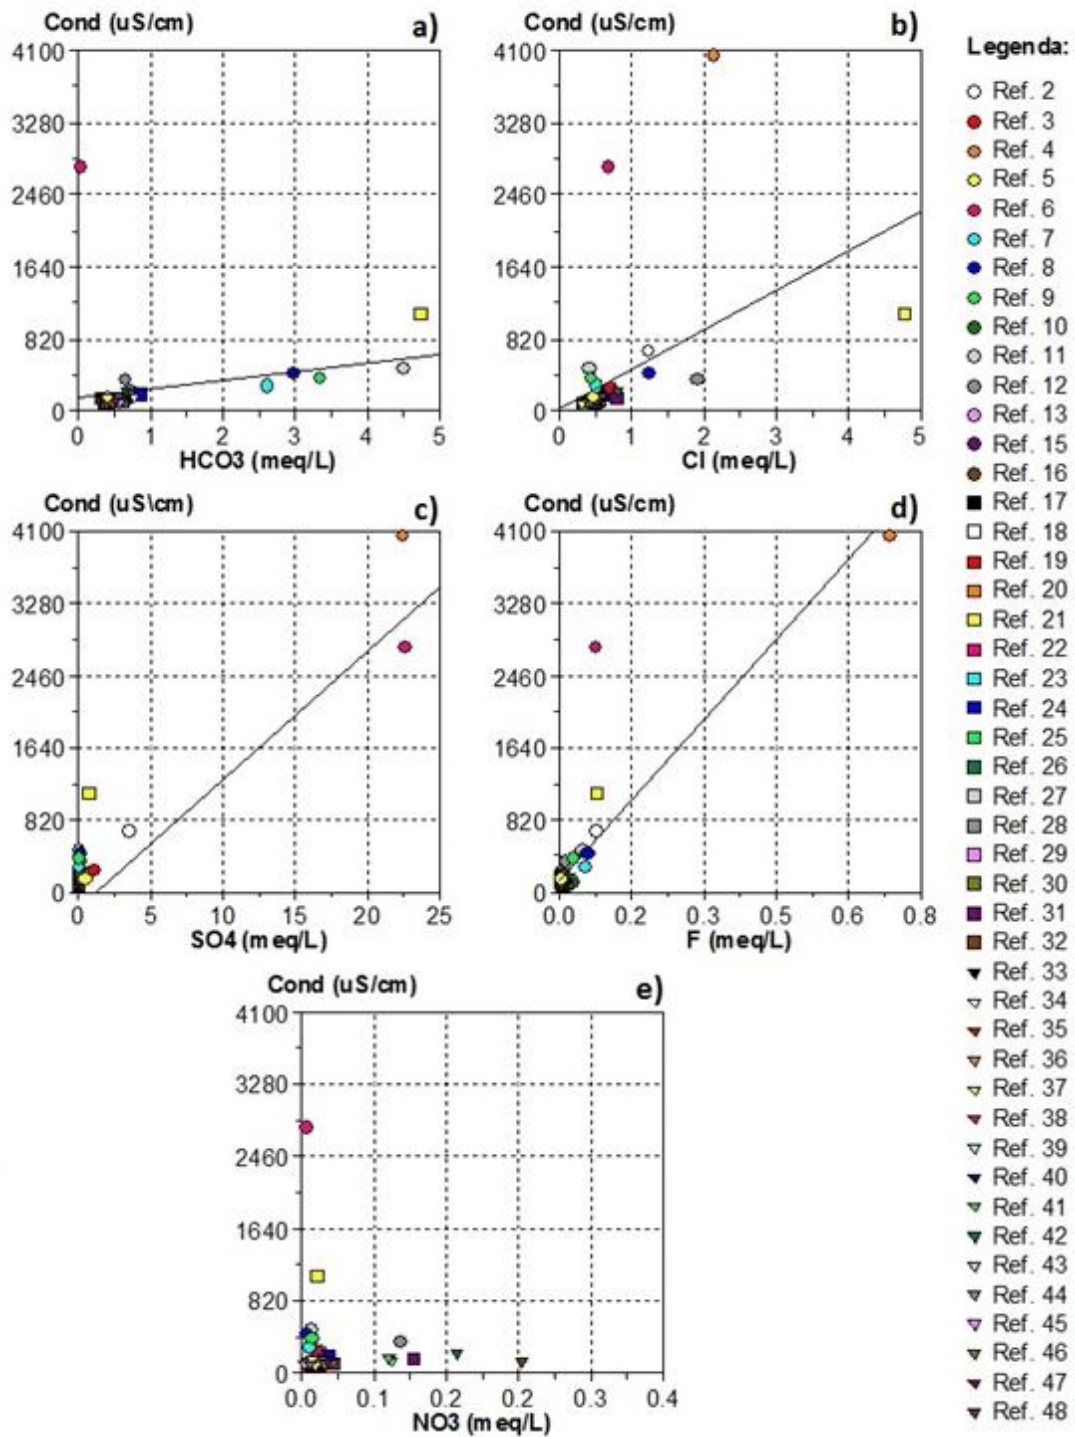 Cond (uS/cm)
a)
4100
3280
2460
1640
820
0
0 1 2 3 4 5
HCO3 (meq/L)
Cond (uS/cm)
b)
4100
3280
2460
1640
820
0
0 1 2 3 4 5
Cl (meq/L)
Cond (uS\cm)
c)
4100
3280
2460
1640
820
0
0 5 10 15 20 25
SO4 (meq/L)
Cond (uS/cm)
d)
4100
3280
2460
1640
820
0
0.0 0.2 0.3 0.5 0.6 0.8
F (meq/L)
Cond (uS/cm)
e)
4100
3280
2460
1640
820
0
0.0 0.1 0.2 0.2 0.3 0.4
NO3 (meq/L)
Legenda:
Ref. 2
Ref. 3
Ref. 4
Ref. 5
Ref. 6
Ref. 7
Ref. 8
Ref. 9
Ref. 10
Ref. 11
Ref. 12
Ref. 13
Ref. 15
Ref. 16
Ref. 17
Ref. 18
Ref. 19
Ref. 20
Ref. 21
Ref. 22
Ref. 23
Ref. 24
Ref. 25
Ref. 26
Ref. 27
Ref. 28
Ref. 29
Ref. 30
Ref. 31
Ref. 32
Ref. 33
Ref. 34
Ref. 35
Ref. 36
Ref. 37
Ref. 38
Ref. 39
Ref. 40
Ref. 41
Ref. 42
Ref. 43
Ref. 44
Ref. 45
Ref. 46
Ref. 47
Ref. 48